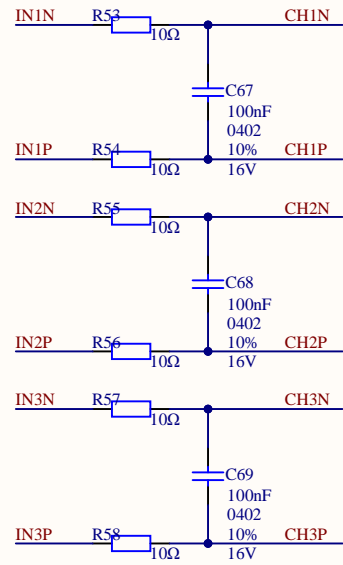 IN1N R53 CH1N
10Ω
C67
100nF
0402
IN1P R54 10% CH1P
10Ω 16V
IN2N R55 CH2N
10Ω
C68
100nF
0402
IN2P R56 10% CH2P
10Ω 16V
IN3N R57 CH3N
10Ω
C69
100nF
0402
IN3P R58 10% CH3P
10Ω 16V